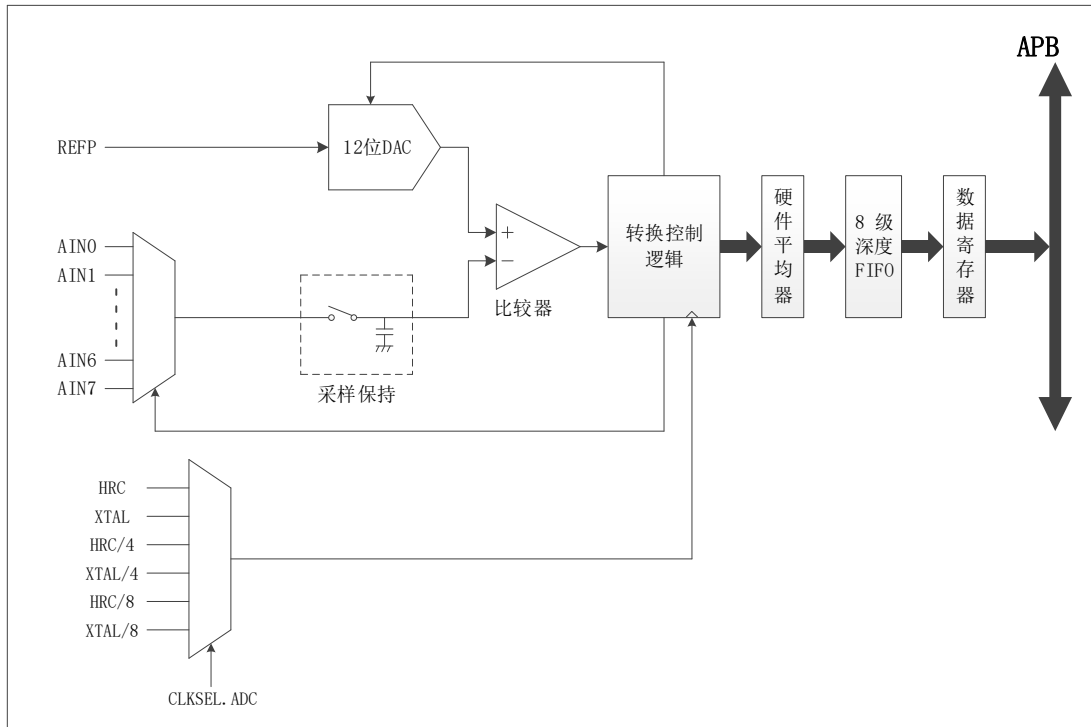 APB
REFP
12位DAC
AIN0
AIN1
AIN6
AIN7
采样保持
+
−
比较器
转换控制
逻辑
硬
件
平
均
器
8 级
深度
FIFO
数
据
寄
存
器
HRC
XTAL
HRC/4
XTAL/4
HRC/8
XTAL/8
CLKSEL.ADC